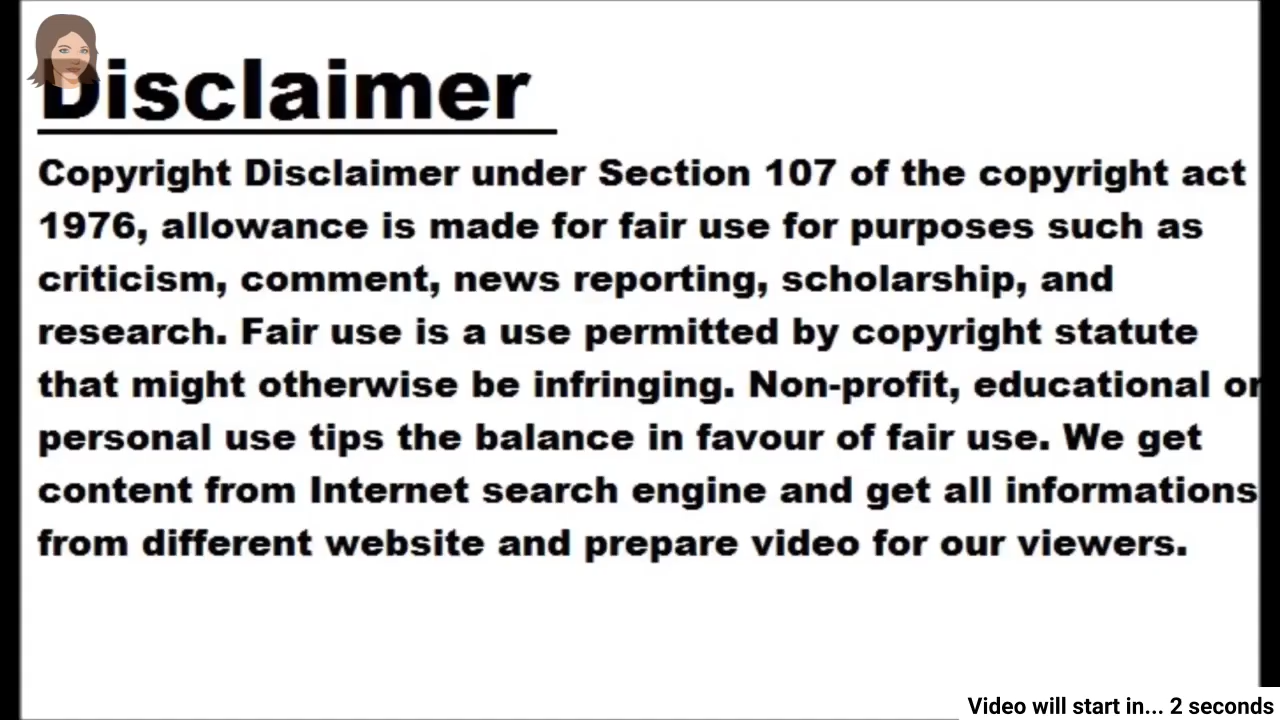 Disclaimer
Copyright Disclaimer under Section 107 of the copyright act
1976, allowance is made for fair use for purposes such as
criticism, comment, news reporting, scholarship, and
research. Fair use is a use permitted by copyright statute
that might otherwise be infringing. Non-profit, educational or
personal use tips the balance in favour of fair use. We get
content from Internet search engine and get all informations
from different website and prepare video for our viewers.
Video will start in... 2 seconds